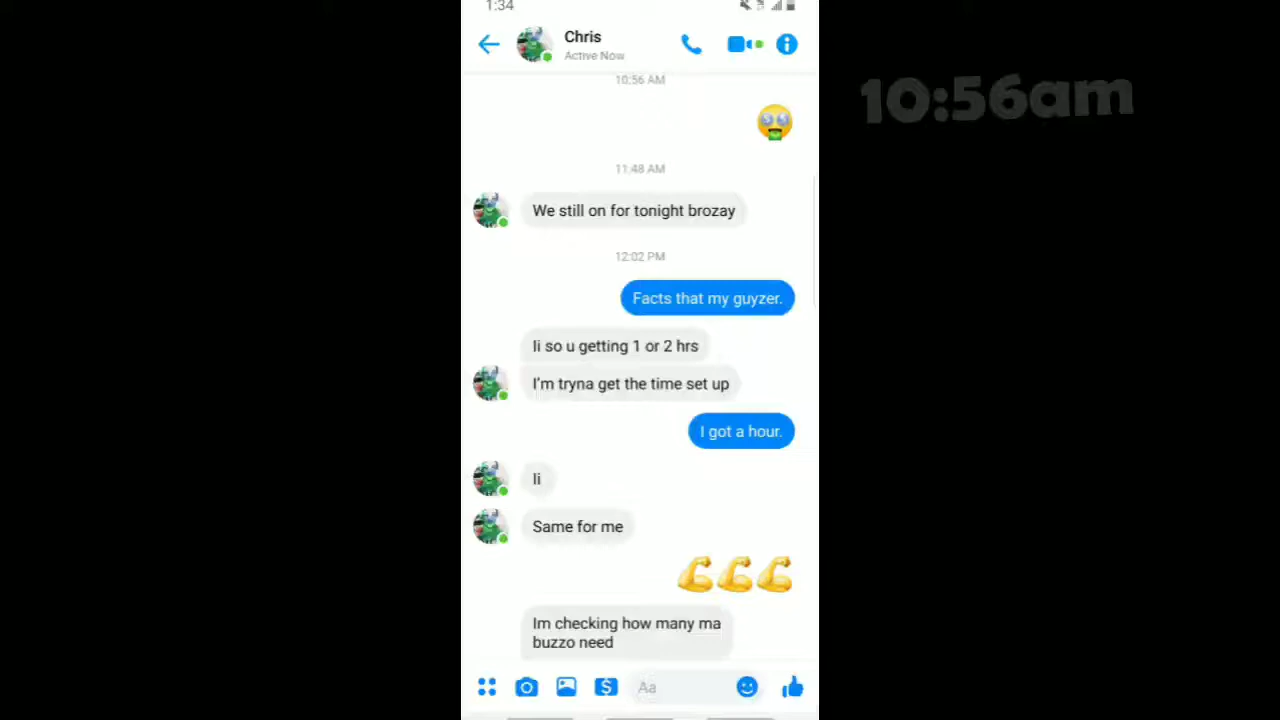 1:34
Chris
Active Now
10:56 AM
10:56am
11:48 AM
We still on for tonight brozay
12:02 PM
Facts that my guyzer.
Ii so u getting 1 or 2 hrs
I'm tryna get the time set up
I got a hour.
Ii
Same for me
Im checking how many ma
buzzo need
Aa